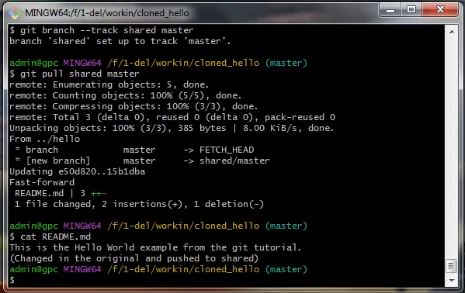 MINGW64:/f/1-del/workin/cloned_hello
$ git branch --track shared master
branch 'shared' set up to track 'master'.
admin@gpc MINGW64 /f/1-del/workin/cloned_hello (master)
$ git pull shared master
remote: Enumerating objects: 5, done.
remote: Counting objects: 100% (5/5), done.
remote: Compressing objects: 100% (3/3), done.
remote: Total 3 (delta 0), reused 0 (delta 0), pack-reused 0
Unpacking objects: 100% (3/3), 385 bytes | 8.00 KiB/s, done.
From ../hello
 * branch            master     -> FETCH_HEAD
 * [new branch]      master     -> shared/master
Updating e50d820..15b1dba
Fast-forward
 README.md | 3 ++-
 1 file changed, 2 insertions(+), 1 deletion(-)
admin@gpc MINGW64 /f/1-del/workin/cloned_hello (master)
$ cat README.md
This is the Hello World example from the git tutorial.
(Changed in the original and pushed to shared)
admin@gpc MINGW64 /f/1-del/workin/cloned_hello (master)
$